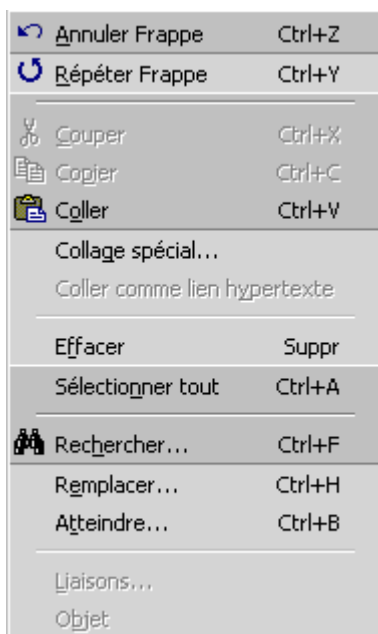 Annuler Frappe Ctrl+Z
Répéter Frappe Ctrl+Y
Couper Ctrl+X
Copier Ctrl+C
Coller Ctrl+V
Collage spécial...
Coller comme lien hypertexte
Effacer Suppr
Sélectionner tout Ctrl+A
Rechercher... Ctrl+F
Remplacer... Ctrl+H
Atteindre... Ctrl+B
Liaisons...
Objet